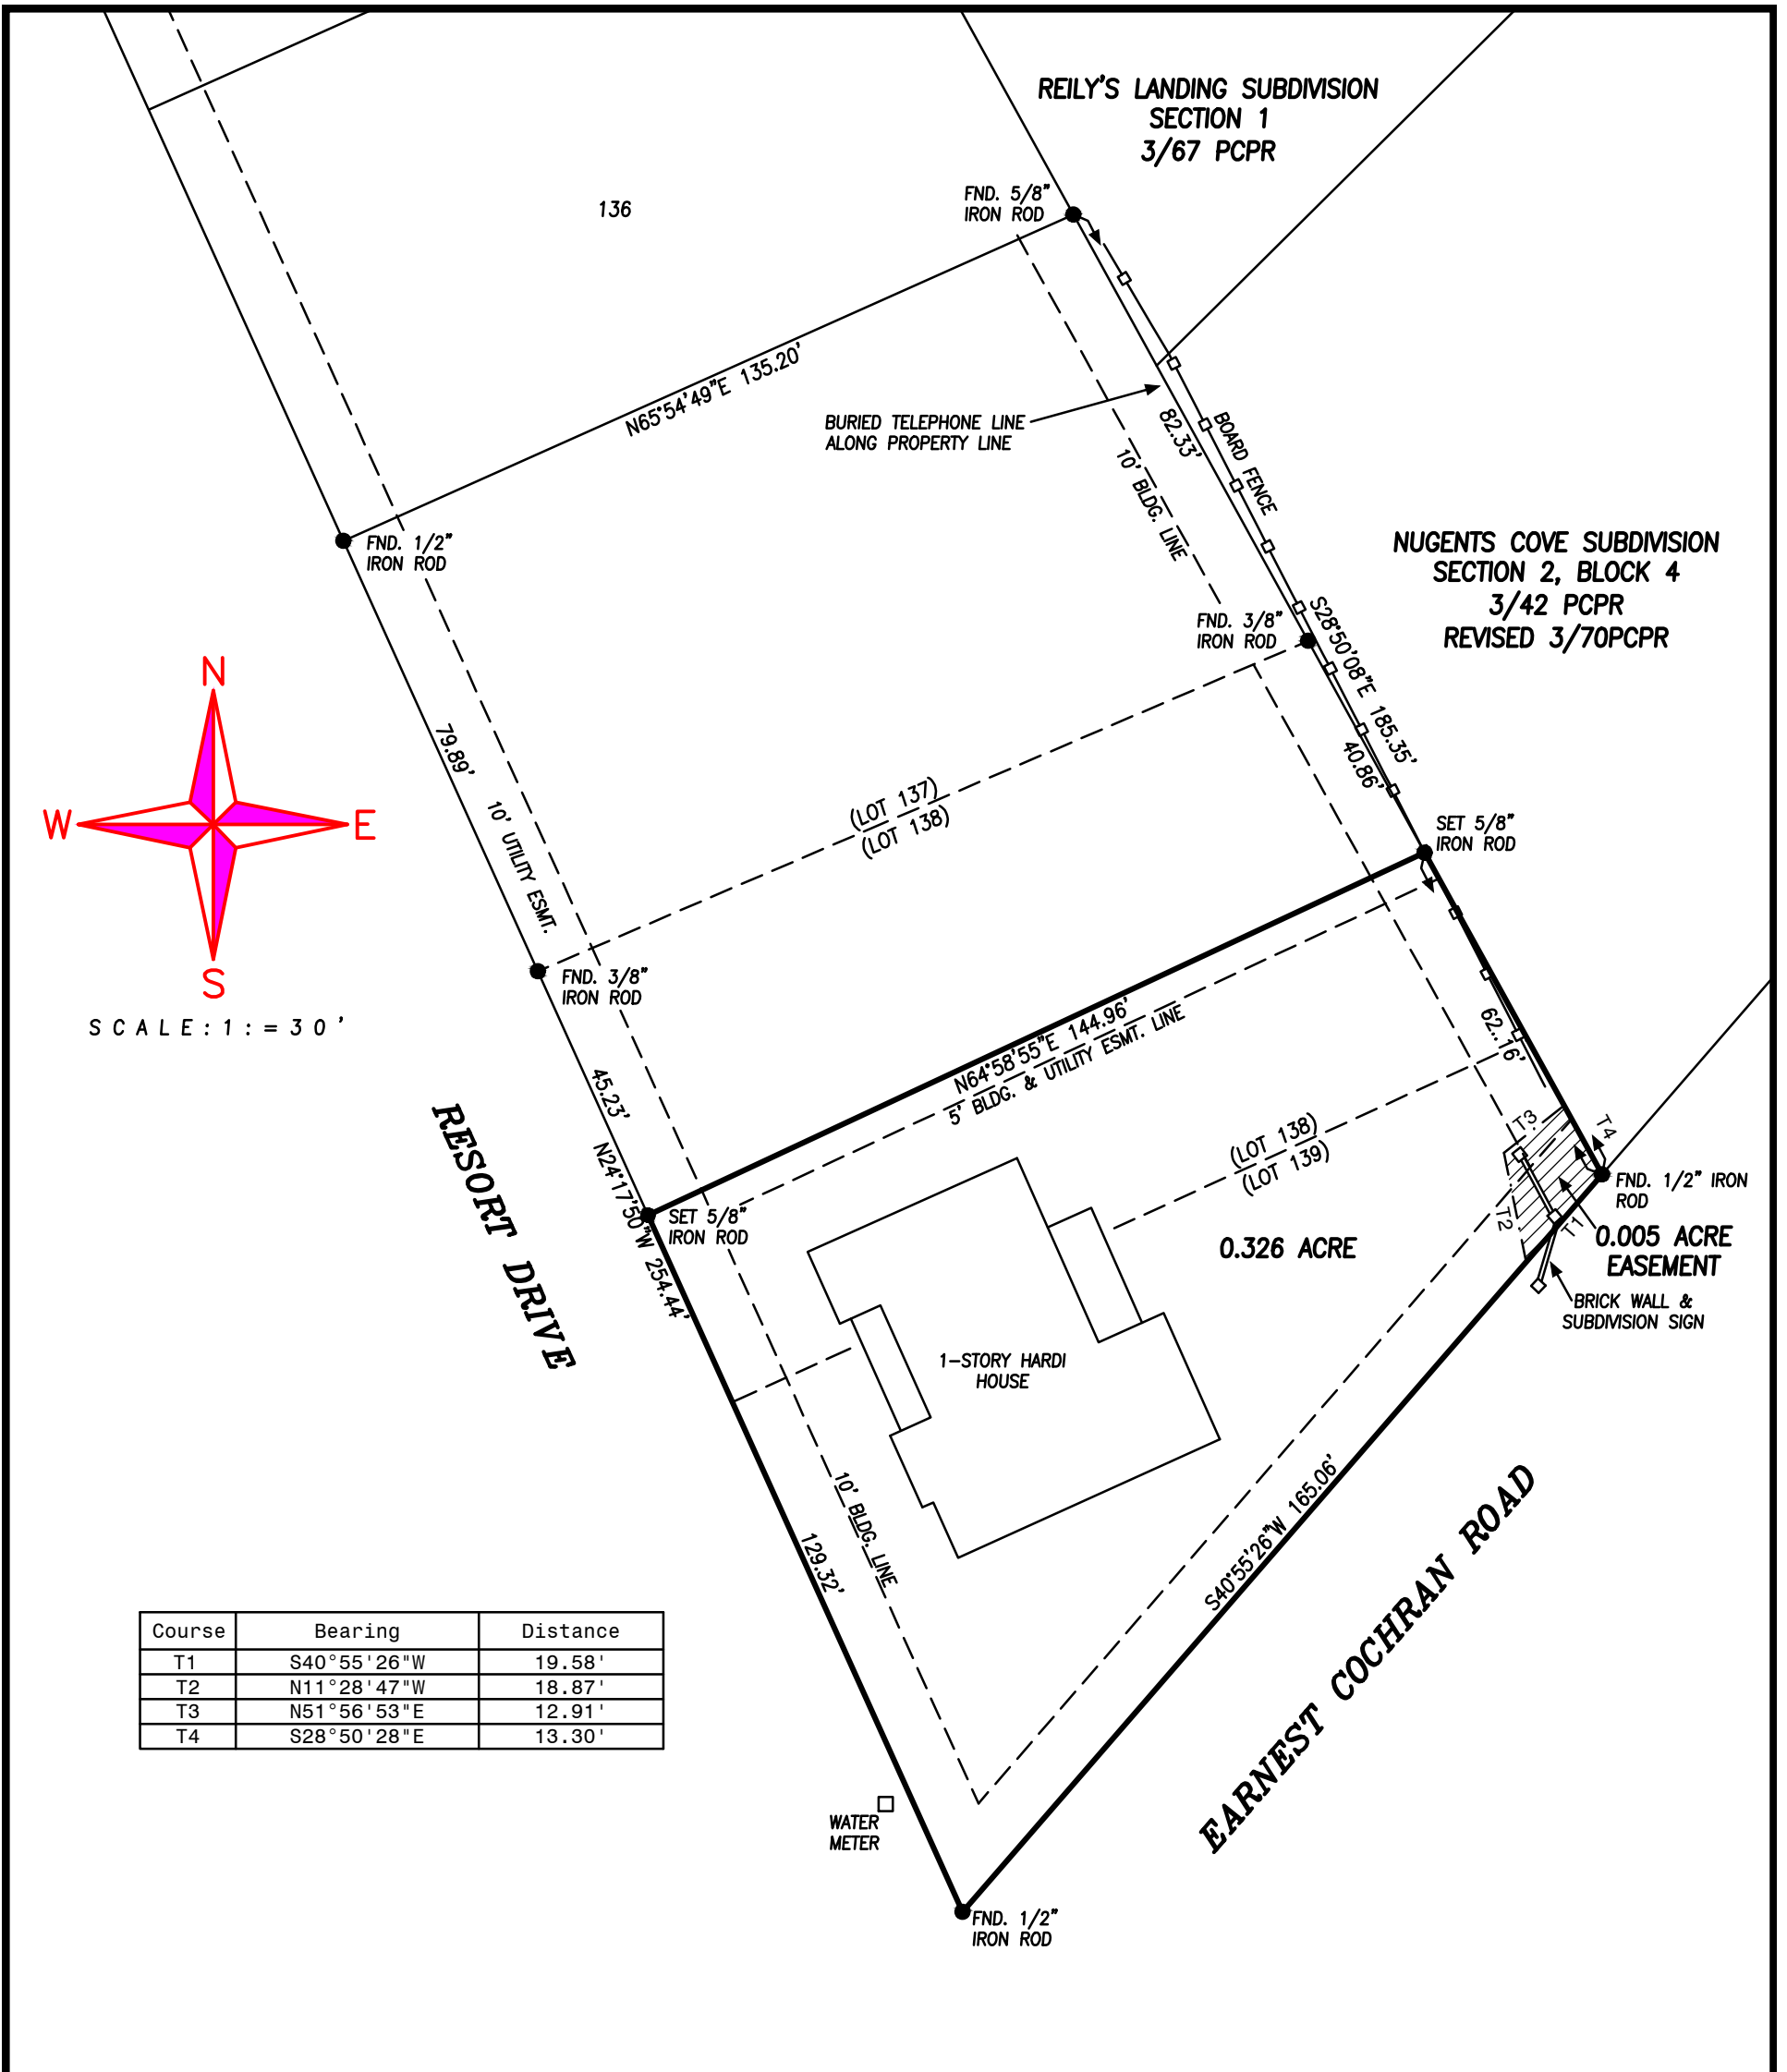 REILY'S LANDING SUBDIVISION
SECTION 1
3/67 PCPR
136
FND. 5/8"
IRON ROD
N65°54'49"E 135.20'
BURIED TELEPHONE LINE
ALONG PROPERTY LINE
82.33'
BOARD FENCE
10' BLDG. LINE
FND. 1/2"
IRON ROD
NUGENTS COVE SUBDIVISION
SECTION 2, BLOCK 4
3/42 PCPR
REVISED 3/70PCPR
FND. 3/8"
IRON ROD
S28°50'08"E 185.35'
40.86'
N
W
E
S
SCALE:1:=30'
79.89'
10' UTILITY ESMT.
(LOT 137)
(LOT 138)
SET 5/8"
IRON ROD
FND. 3/8"
IRON ROD
N64°58'55"E 144.96'
5' BLDG. & UTILITY ESMT. LINE
62.16'
45.23'
RESORT DRIVE
N24°17'50"W 254.44'
SET 5/8"
IRON ROD
(LOT 138)
(LOT 139)
T3
T4
T2
T1
FND. 1/2" IRON
ROD
0.326 ACRE
0.005 ACRE
EASEMENT
BRICK WALL &
SUBDIVISION SIGN
1-STORY HARDI
HOUSE
10' BLDG. LINE
129.32'
S40°55'26"W 165.06'
EARNEST COCHRAN ROAD
Course Bearing Distance
T1 S40°55'26"W 19.58'
T2 N11°28'47"W 18.87'
T3 N51°56'53"E 12.91'
T4 S28°50'28"E 13.30'
WATER
METER
FND. 1/2"
IRON ROD